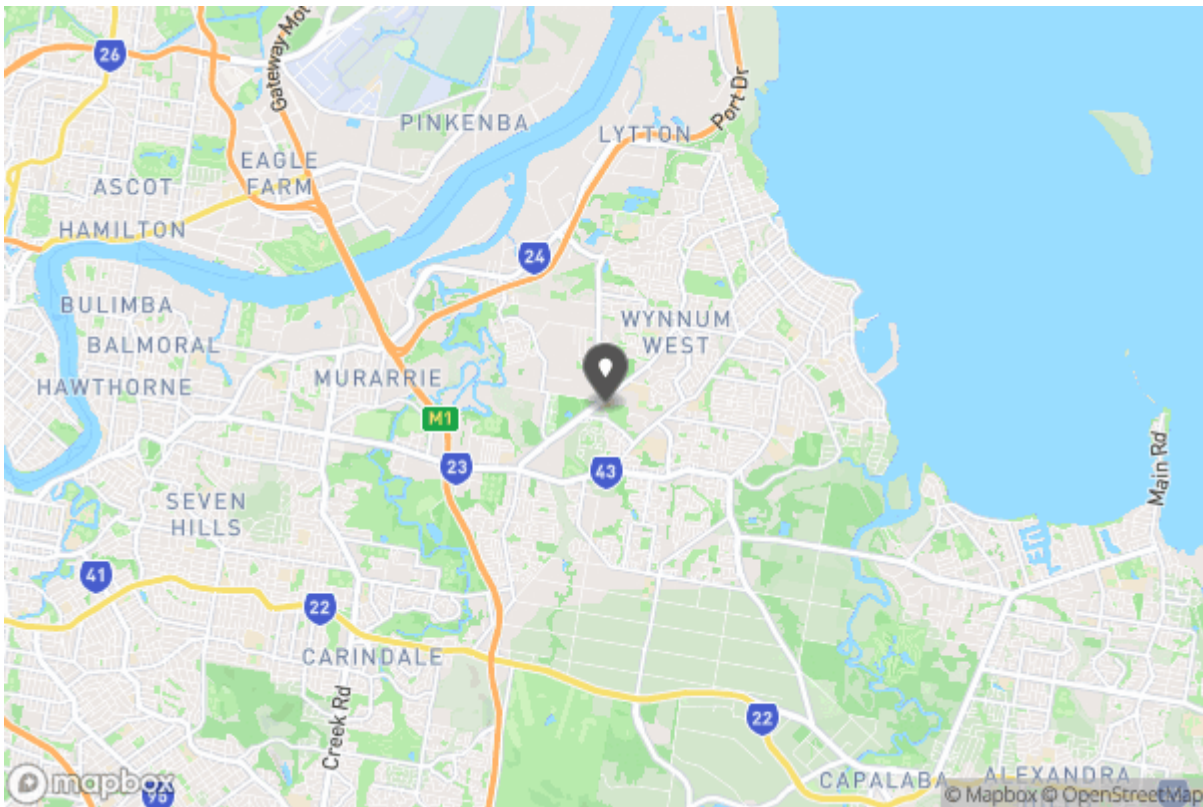 26
Gateway Mot
PINKENBA
LYTTON
Port Dr
EAGLE
FARM
ASCOT
HAMILTON
24
BULIMBA
BALMORAL
HAWTHORNE
WYNNUM
WEST
MURARRIE
M1
23
43
Main Rd
SEVEN
HILLS
41
22
CARINDALE
Creek Rd
22
CAPALABA
ALEXANDRA
mapbox
© Mapbox © OpenStreetMap